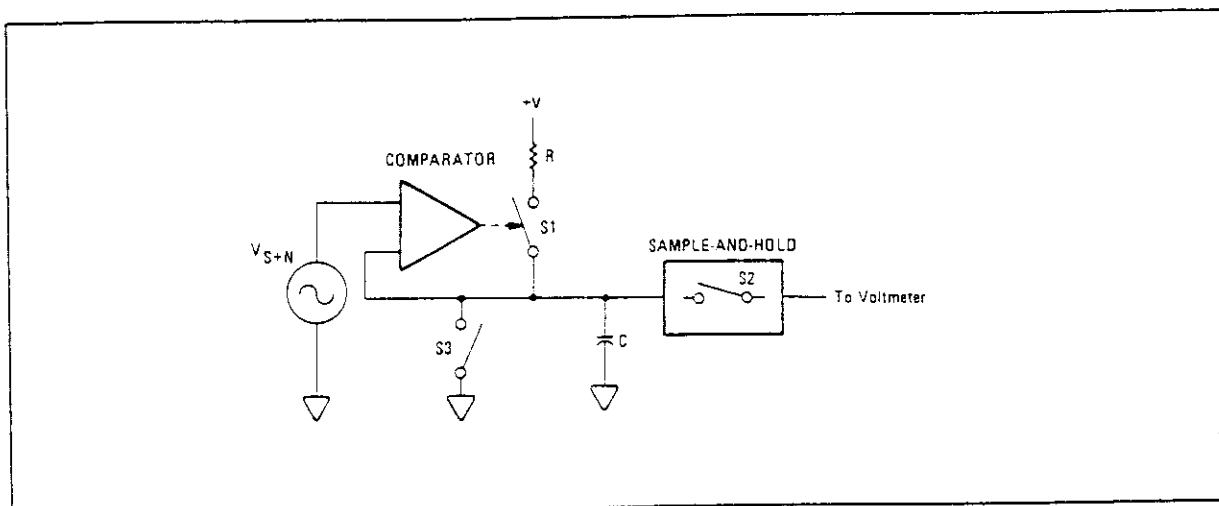 +V
R
COMPARATOR
S1
V S+N
SAMPLE-AND-HOLD
S2
To Voltmeter
S3
C